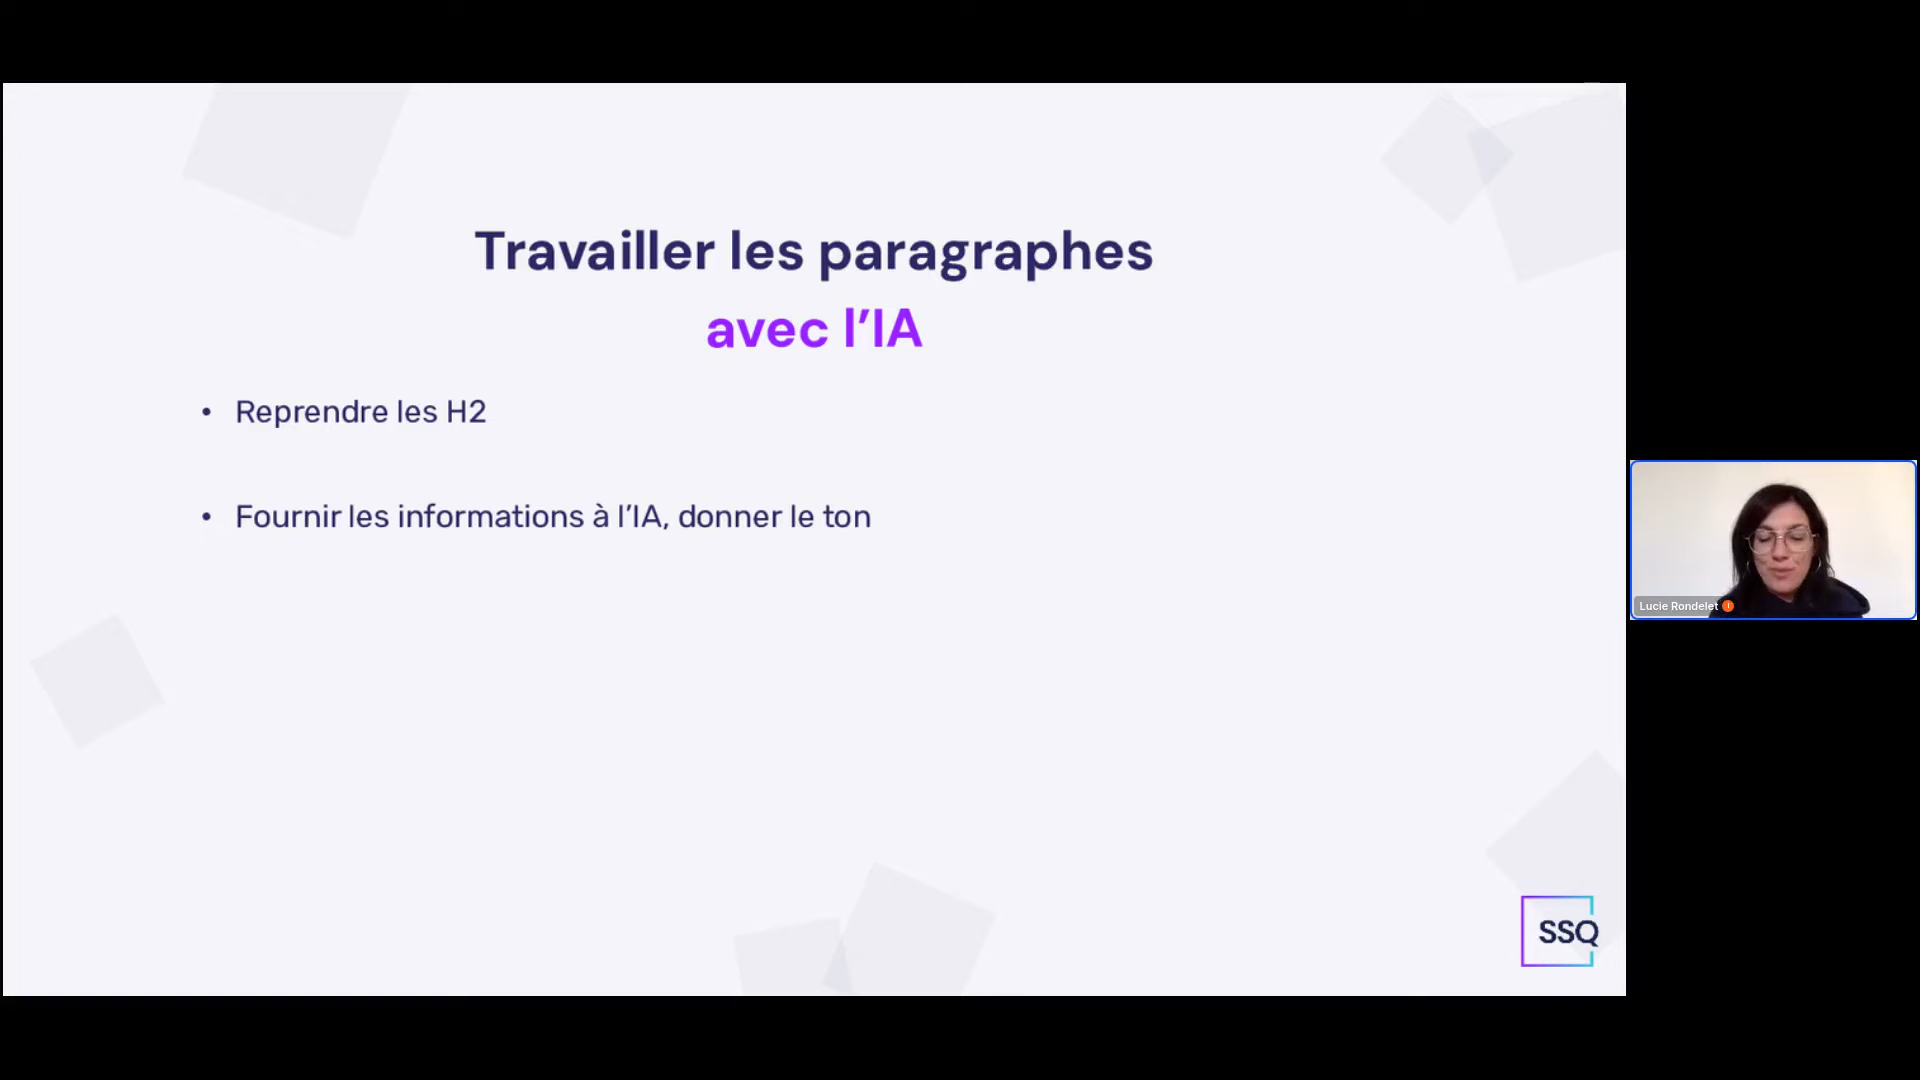 Travailler les paragraphes
avec l’IA
• Reprendre les H2
• Fournir les informations à l’IA, donner le ton
Lucie Rondelet
SSQ